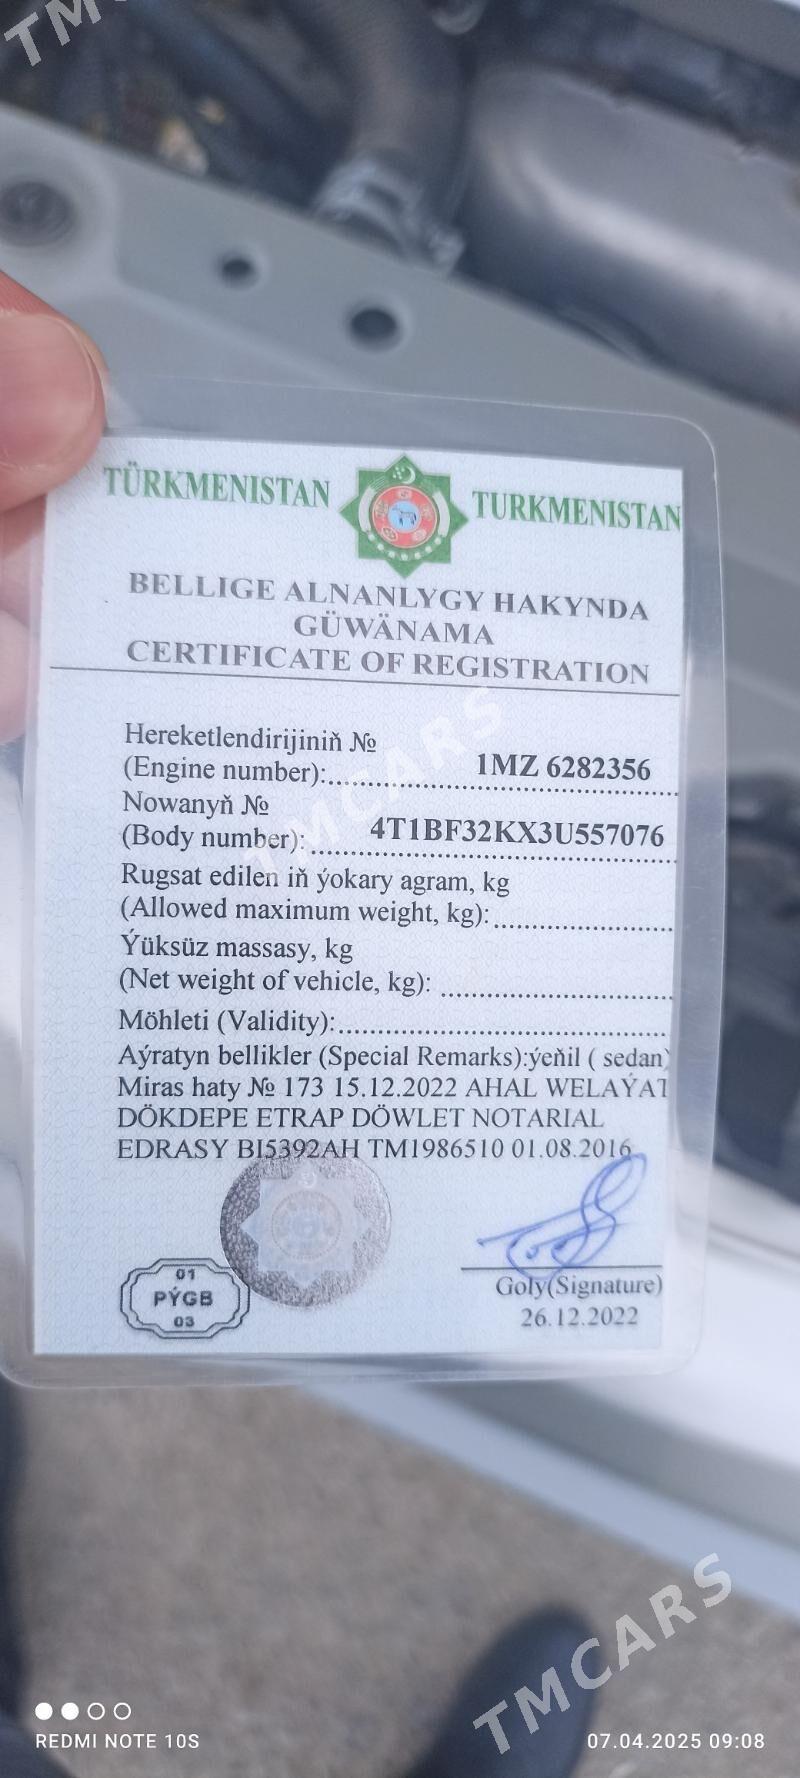 TMCARS
TÜRKMENISTAN TURKMENISTAN
BELLIGE ALNANLYGY HAKYNDA
GÜWÄNAMA
CERTIFICATE OF REGISTRATION
Hereketlendirijiniň №
(Engine number):........ 1MZ 6282356
Nowanyň №
(Body number): ........ 4T1BF32KX3U557076
Rugsat edilen iň ýokary agram, kg
(Allowed maximum weight, kg):........
Ýüksüz massasy, kg
(Net weight of vehicle, kg): ........
Möhleti (Validity):........
Aýratyn bellikler (Special Remarks):ýeňil ( sedan)
Miras haty № 173 15.12.2022 AHAL WELAÝAT
DÖKDEPE ETRAP DÖWLET NOTARIAL
EDRASY BI5392AH TM1986510 01.08.2016
01
PÝGB
03
Goly(Signature)
26.12.2022
TMCARS
REDMI NOTE 10S
07.04.2025 09:08